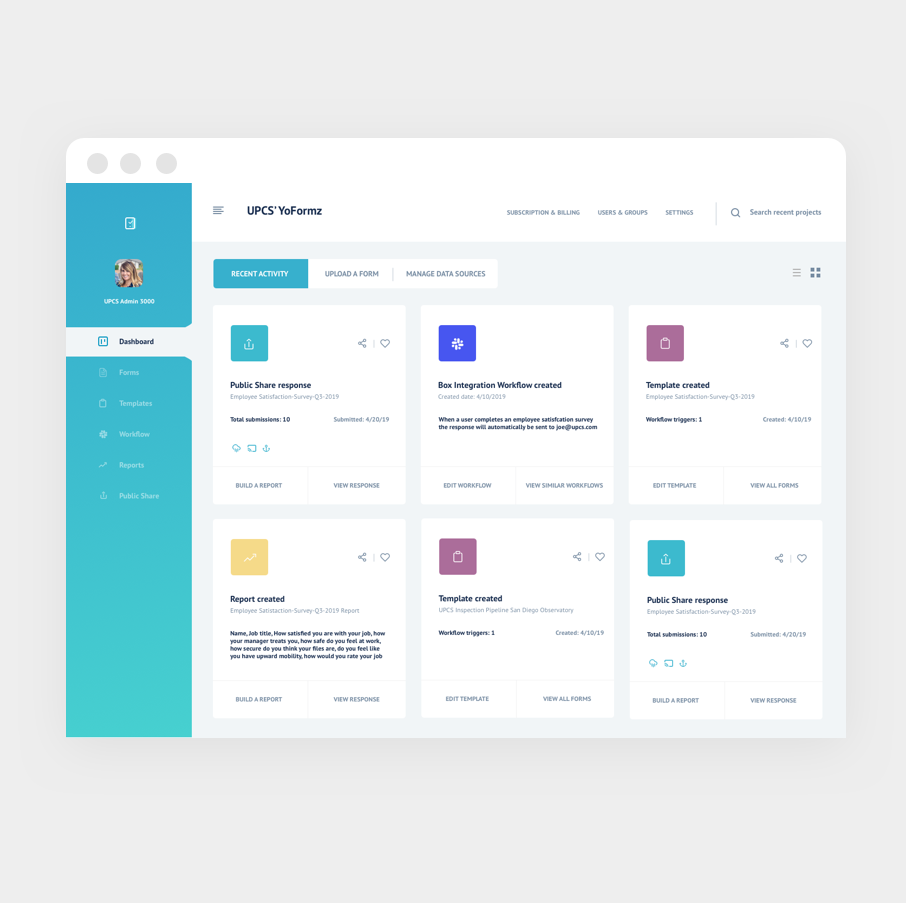 UPCS' YoFormz
SUBSCRIPTION & BILLING
USERS & GROUPS
SETTINGS
Search recent projects
UPCS Admin 3000
Dashboard
Forms
Templates
Workflow
Reports
Public Share
RECENT ACTIVITY
UPLOAD A FORM
MANAGE DATA SOURCES
Public Share response
Employee Satisfaction-Survey-Q3-2019
Total submissions: 10
Submitted: 4/20/19
BUILD A REPORT
VIEW RESPONSE
Box Integration Workflow created
Created date: 4/10/2019
When a user completes an employee satisfcation survey
the response will automatically be sent to joe@upcs.com
EDIT WORKFLOW
VIEW SIMILAR WORKFLOWS
Template created
Employee Satisfaction-Survey-Q3-2019
Workflow triggers: 1
Created: 4/10/19
EDIT TEMPLATE
VIEW ALL FORMS
Report created
Employee Satistaction-Survey-Q3-2019 Report
Name, Job title, How satisfied you are with your job, how
your manager treats you, how safe do you feel at work,
how secure do you think your files are, do you feel like
you have upward mobility, how would you rate your job
BUILD A REPORT
VIEW RESPONSE
Template created
UPCS Inspection Pipeline San Diego Observatory
Workflow triggers: 1
Created: 4/10/19
EDIT TEMPLATE
VIEW ALL FORMS
Public Share response
Employee Satisfaction-Survey-Q3-2019
Total submissions: 10
Submitted: 4/20/19
BUILD A REPORT
VIEW RESPONSE